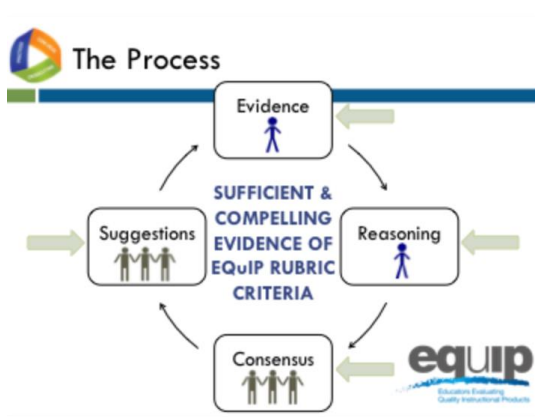 The Process
Evidence
SUFFICIENT &
COMPELLING
EVIDENCE OF
EQuIP RUBRIC
CRITERIA
Suggestions
Reasoning
Consensus
equip
Educators Evaluating
Quality Instructional Products